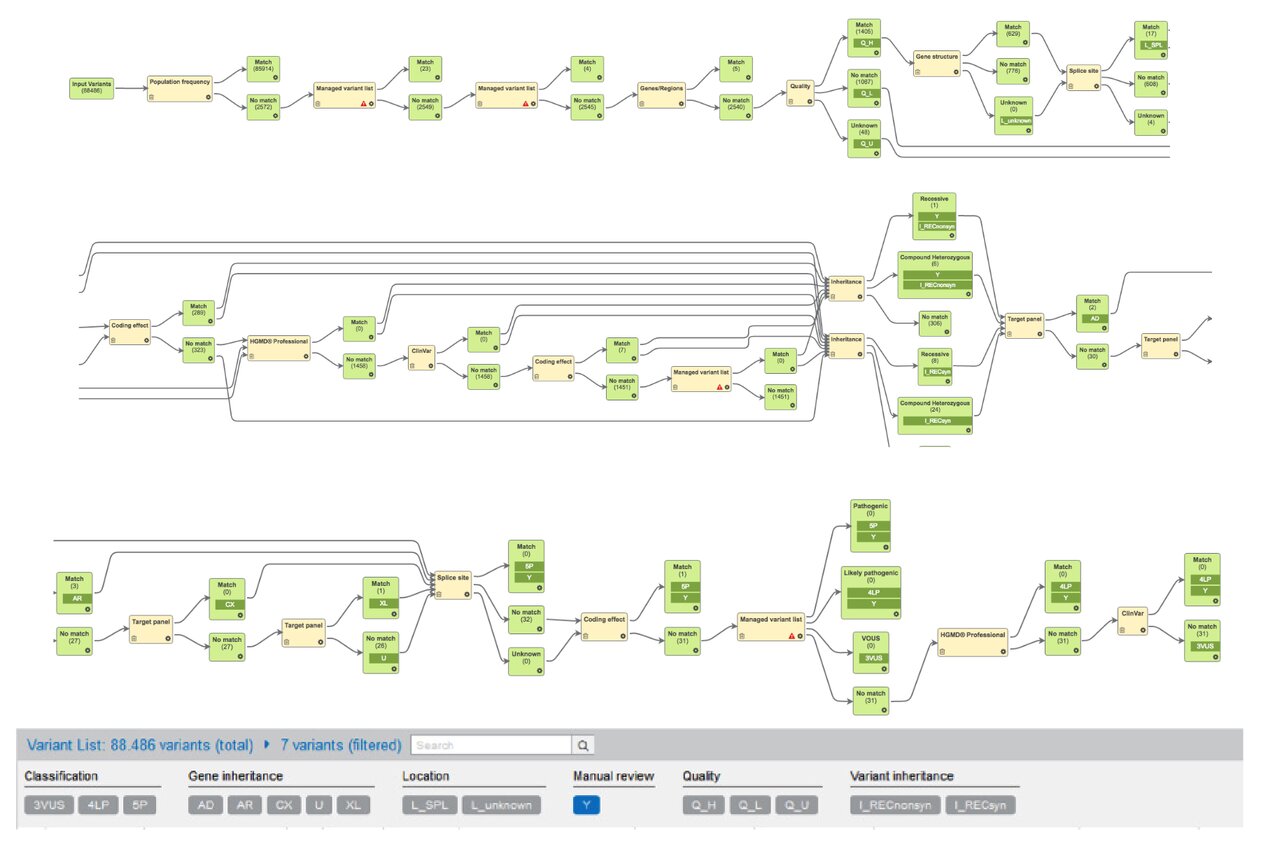 Input Variants
(88486)
Population frequency
Match
(85914)
No match
(2572)
Managed variant list
Match
(23)
No match
(2549)
Managed variant list
Match
(4)
No match
(2545)
Genes/Regions
Match
(5)
No match
(2540)
Quality
Match
(1405)
Q_H
No match
(1087)
Q_L
Unknown
(48)
Q_U
Gene structure
Match
(629)
No match
(776)
Unknown
(0)
L_unknown
Splice site
Match
(17)
L_SPL
No match
(608)
Unknown
(4)
Coding effect
Match
(289)
No match
(323)
HGMD® Professional
Match
(0)
No match
(1458)
ClinVar
Match
(0)
No match
(1458)
Coding effect
Match
(7)
No match
(1451)
Managed variant list
Match
(0)
No match
(1451)
Inheritance
Inheritance
Recessive
(1)
Y
I_RECnonsyn
Compound Heterozygous
(6)
Y
I_RECnonsyn
No match
(306)
Recessive
(8)
I_RECsyn
Compound Heterozygous
(24)
I_RECsyn
Target panel
Match
(2)
AD
No match
(30)
Target panel
Match
(3)
AR
No match
(27)
Target panel
Match
(0)
CX
No match
(27)
Target panel
Match
(1)
XL
No match
(26)
U
Splice site
Match
(0)
5P
Y
No match
(32)
Unknown
(0)
Coding effect
Match
(1)
5P
Y
No match
(31)
Managed variant list
Pathogenic
(0)
5P
Y
Likely pathogenic
(0)
4LP
Y
VOUS
(0)
3VUS
No match
(31)
HGMD® Professional
Match
(0)
4LP
Y
No match
(31)
ClinVar
Match
(0)
4LP
Y
No match
(31)
3VUS
Variant List: 88.486 variants (total) 7 variants (filtered) Search
Classification Gene inheritance Location Manual review Quality Variant inheritance
3VUS 4LP 5P AD AR CX U XL L_SPL L_unknown Y Q_H Q_L Q_U I_RECnonsyn I_RECsyn